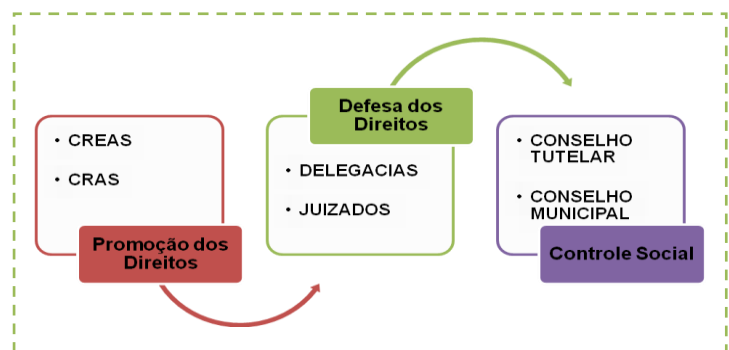 • CREAS
• CRAS
Promoção dos
Direitos
Defesa dos
Direitos
• DELEGACIAS
• JUIZADOS
• CONSELHO
TUTELAR
• CONSELHO
MUNICIPAL
Controle Social